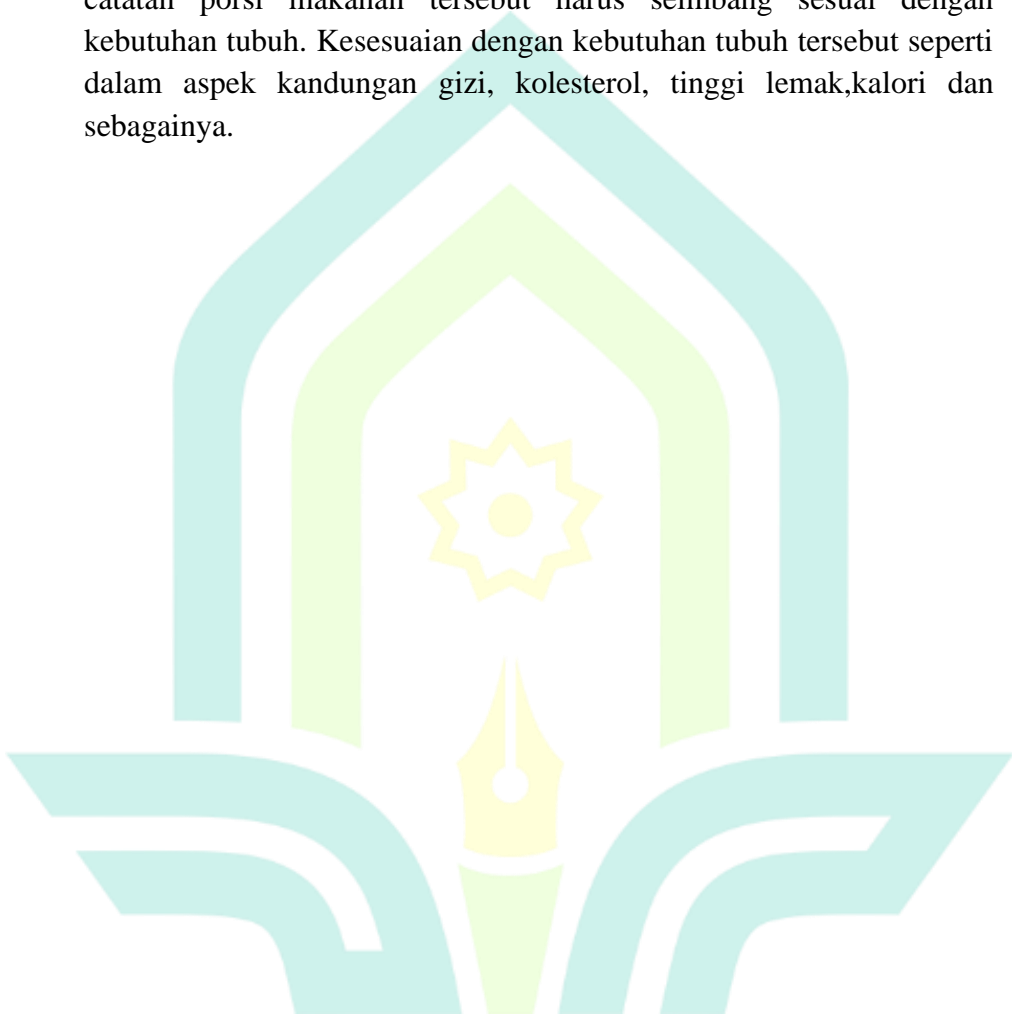 catatan porsi makanan tersebut harus seimbang sesuai dengan
kebutuhan tubuh. Kesesuaian dengan kebutuhan tubuh tersebut seperti
dalam aspek kandungan gizi, kolesterol, tinggi lemak,kalori dan
sebagainya.